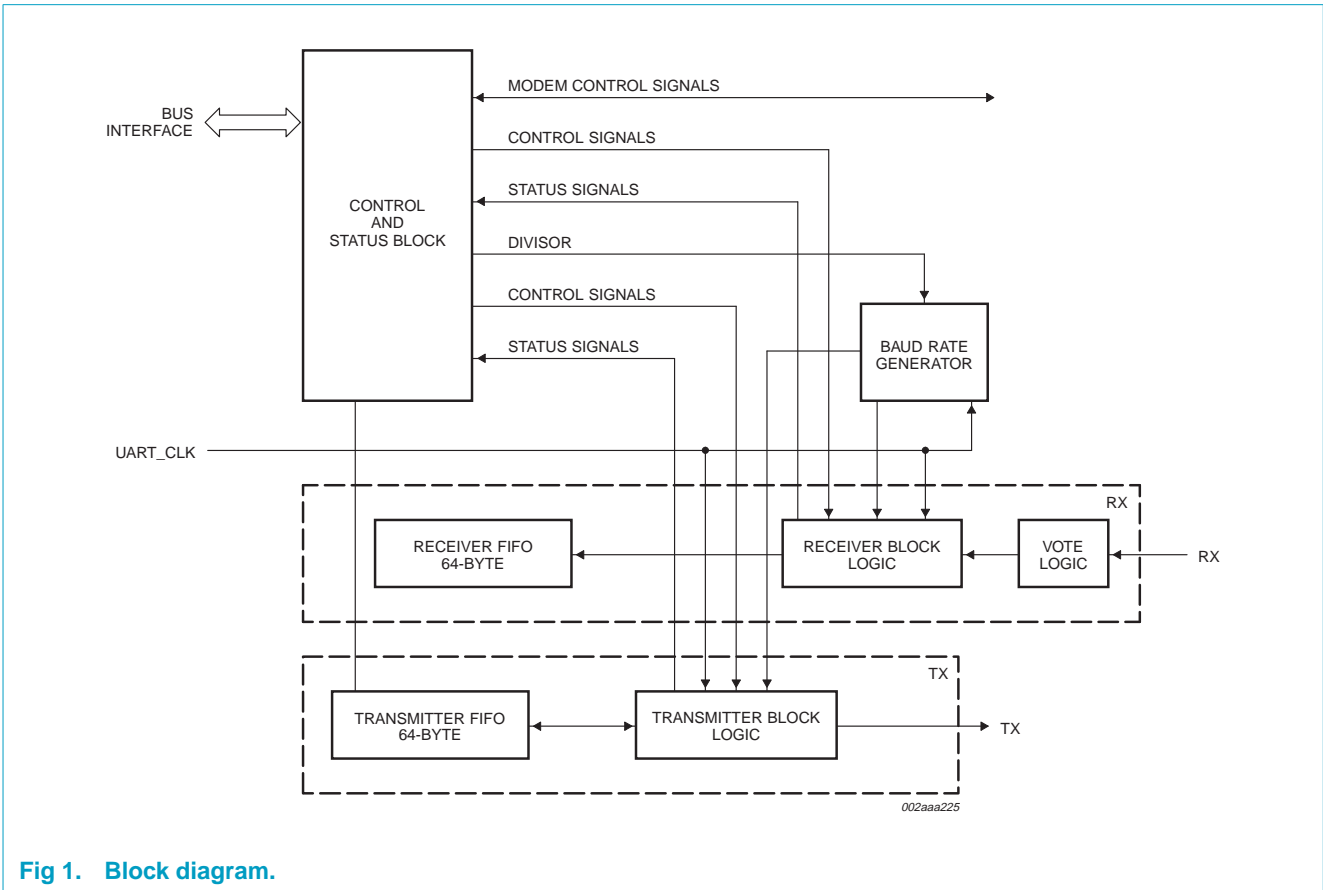 MODEM CONTROL SIGNALS
BUS
INTERFACE
CONTROL SIGNALS
STATUS SIGNALS
CONTROL
AND
STATUS BLOCK
DIVISOR
CONTROL SIGNALS
STATUS SIGNALS
BAUD RATE
GENERATOR
UART_CLK
RX
RECEIVER FIFO
64-BYTE
RECEIVER BLOCK
LOGIC
VOTE
LOGIC
RX
TX
TRANSMITTER FIFO
64-BYTE
TRANSMITTER BLOCK
LOGIC
TX
002aaa225
Fig 1. Block diagram.